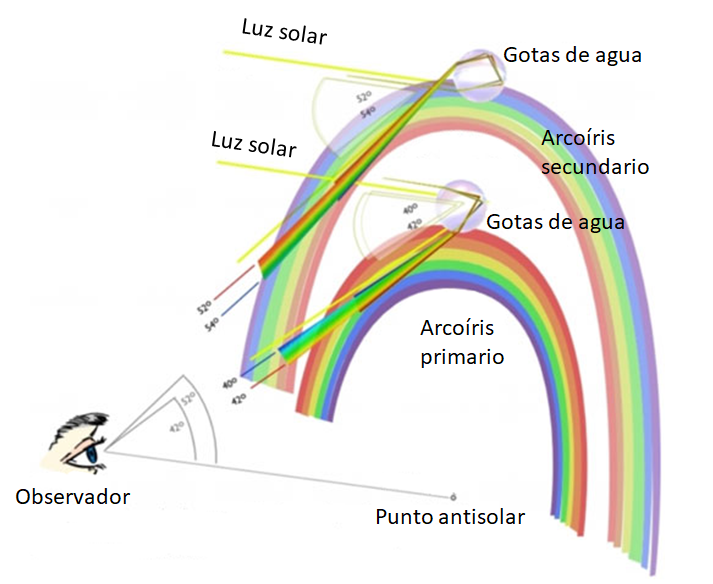 Luz solar
Gotas de agua
52º
54º
Arcoíris
secundario
Luz solar
40º
42º
Gotas de agua
52º
54º
Arcoíris
primario
40º
42º
52º
42º
Observador
Punto antisolar